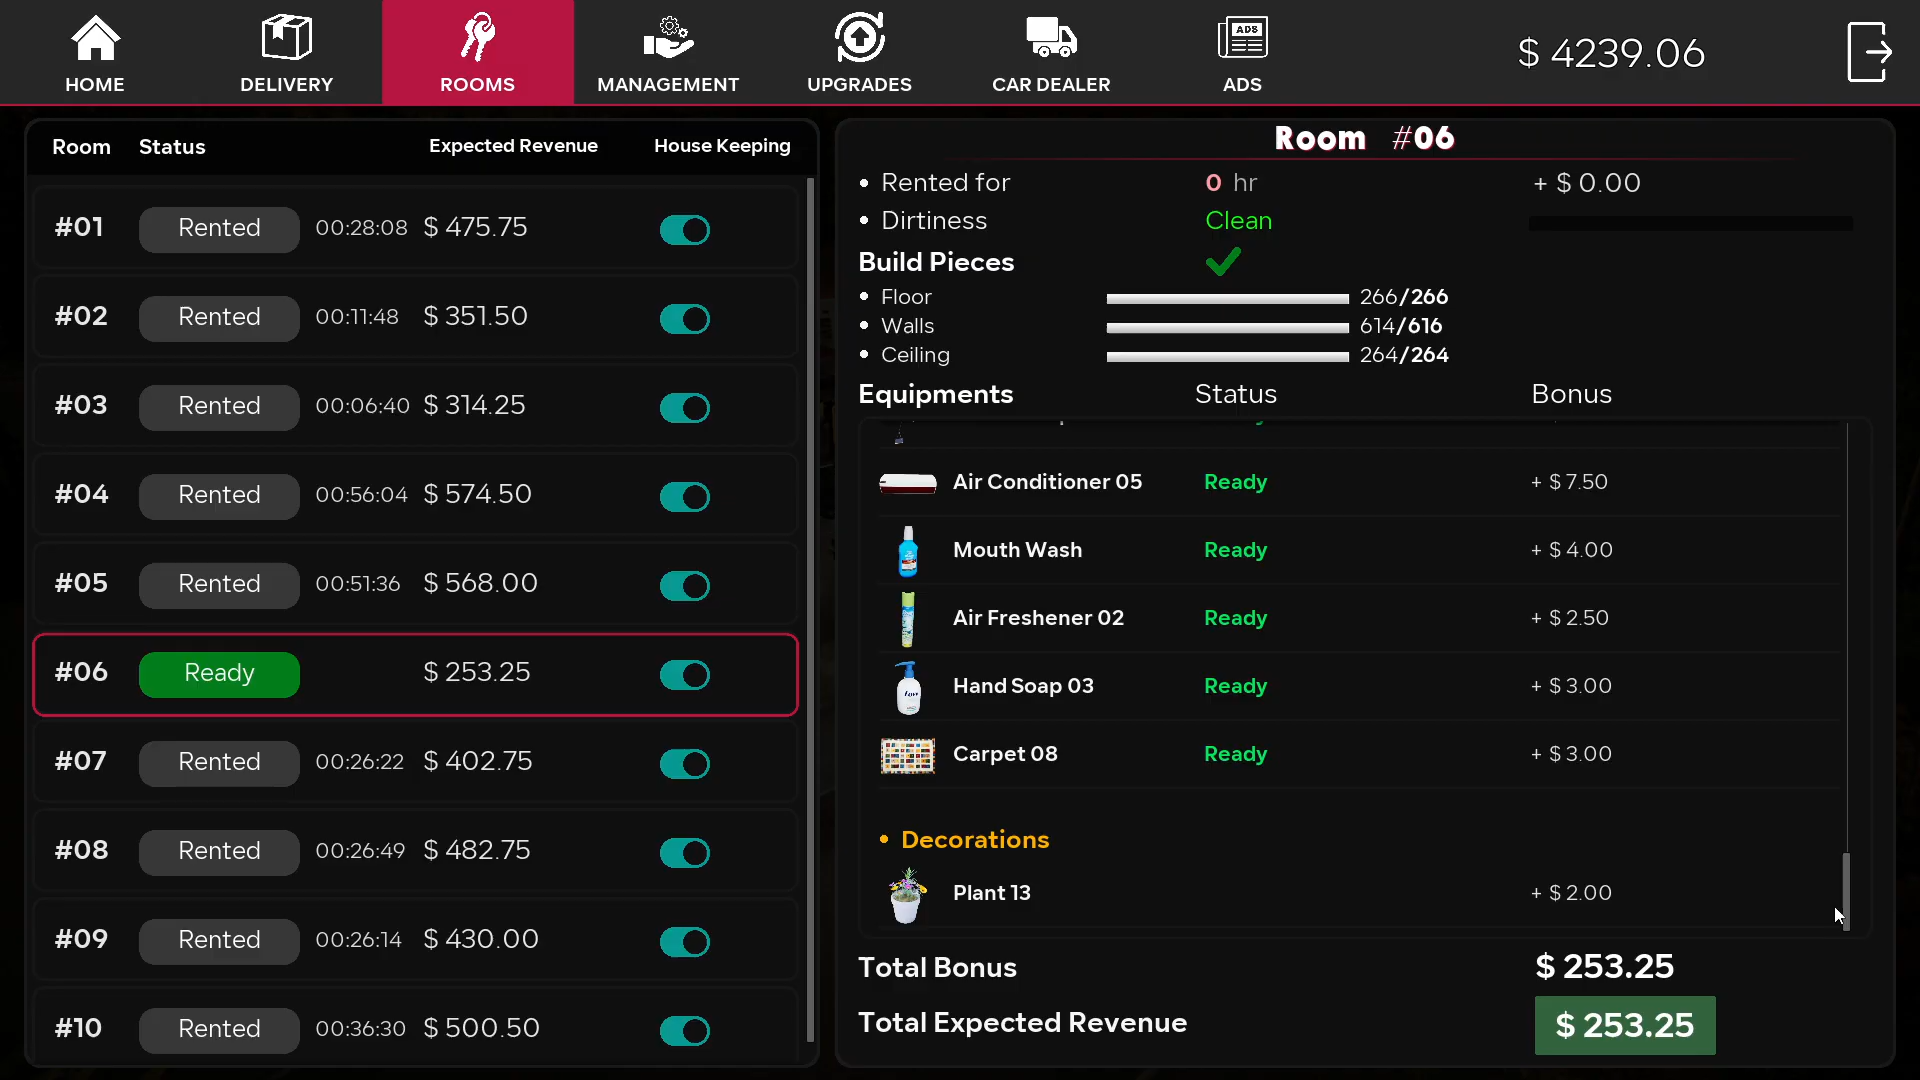 HOME DELIVERY ROOMS MANAGEMENT UPGRADES CAR DEALER ADS ADS $ 4239.06
Room Status Expected Revenue House Keeping
#01 Rented 00:28:08 $ 475.75
#02 Rented 00:11:48 $ 351.50
#03 Rented 00:06:40 $ 314.25
#04 Rented 00:56:04 $ 574.50
#05 Rented 00:51:36 $ 568.00
#06 Ready $ 253.25
#07 Rented 00:26:22 $ 402.75
#08 Rented 00:26:49 $ 482.75
#09 Rented 00:26:14 $ 430.00
#10 Rented 00:36:30 $ 500.50
Room #06
• Rented for 0 hr + $ 0.00
• Dirtiness Clean
Build Pieces
• Floor 266/266
• Walls 614/616
• Ceiling 264/264
Equipments Status Bonus
Air Conditioner 05 Ready + $ 7.50
Mouth Wash Ready + $ 4.00
Air Freshener 02 Ready + $ 2.50
Hand Soap 03 Ready + $ 3.00
Carpet 08 Ready + $ 3.00
• Decorations
Plant 13 + $ 2.00
Total Bonus $ 253.25
Total Expected Revenue $ 253.25